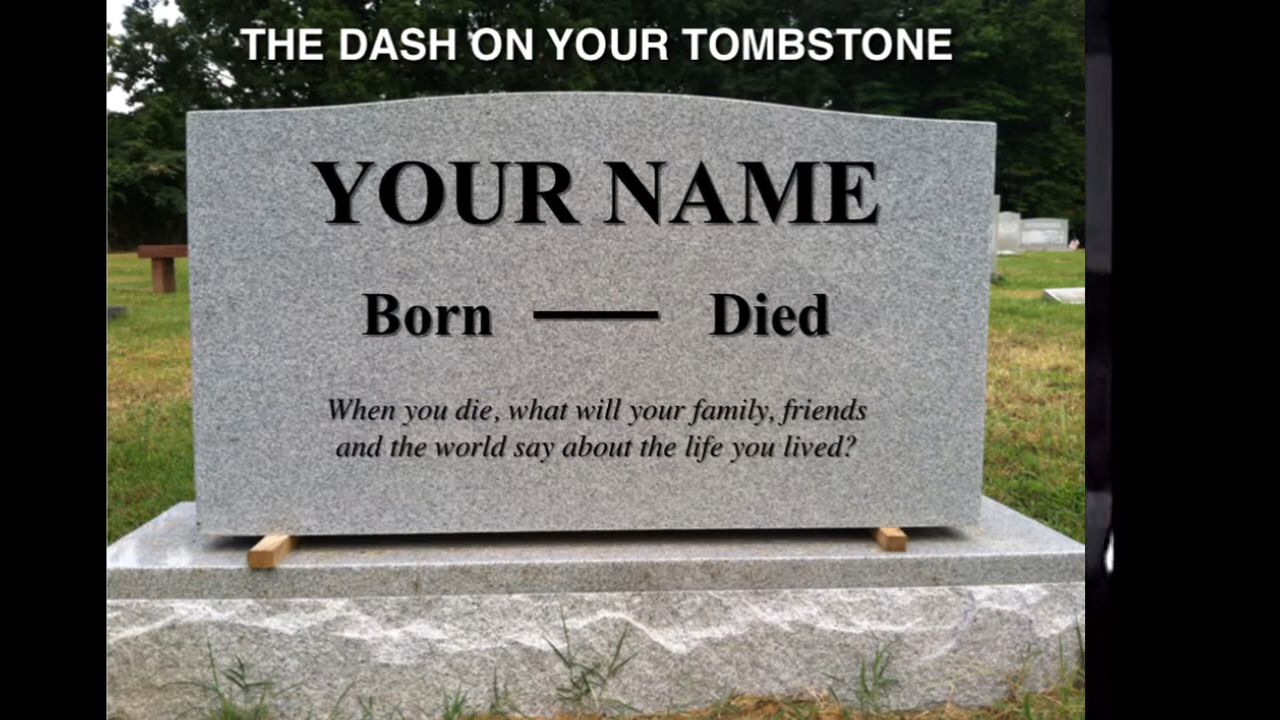 THE DASH ON YOUR TOMBSTONE
YOUR NAME
Born — Died
When you die, what will your family, friends
and the world say about the life you lived?